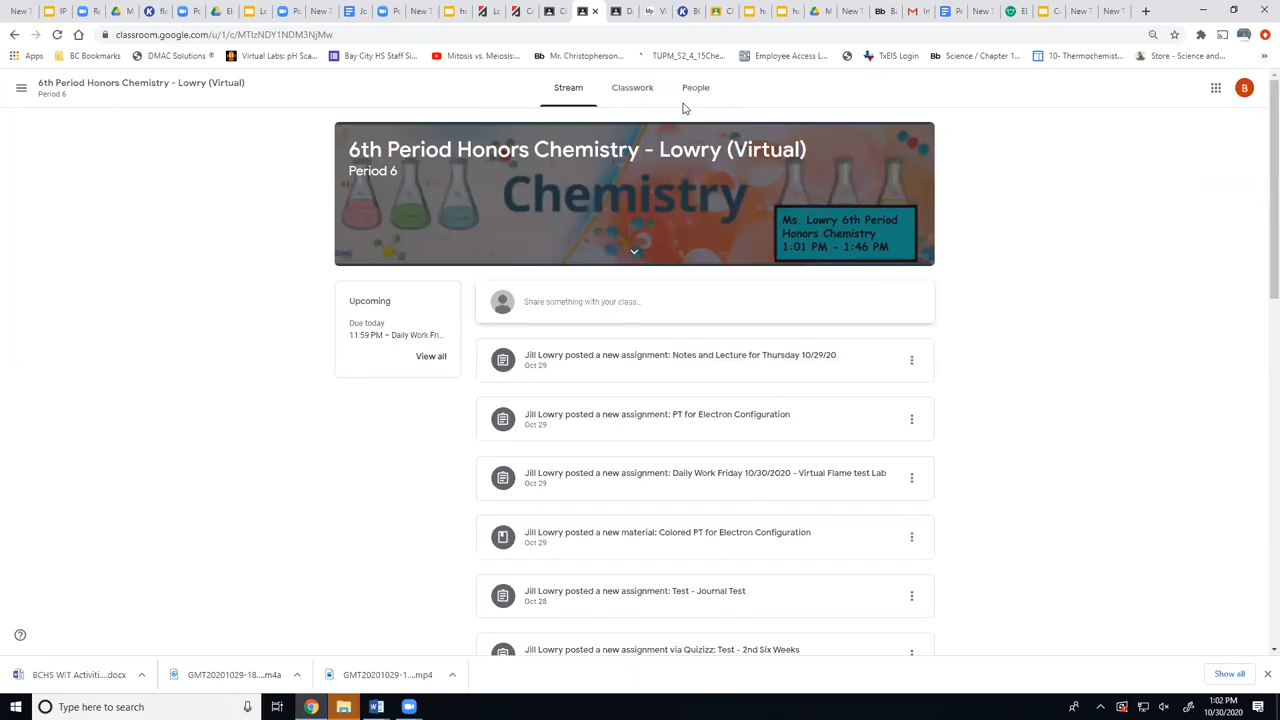 classroom.google.com/u/1/c/MTIzNDY1NDM3NjMw
Apps BC Bookmarks DMAC Solutions ® Virtual Labs: pH Sca... Bay City HS Staff Si... Mitosis vs. Meiosis:... Mr. Christopherson... TUPM_S2_4_15Che... Employee Access L... TxEIS Login Science / Chapter 1... 10- Thermochemist... Store - Science and...
6th Period Honors Chemistry - Lowry (Virtual)
Period 6
Stream Classwork People
B
6th Period Honors Chemistry - Lowry (Virtual)
Period 6
Chemistry
Ms. Lowry 6th Period
Honors Chemistry
1:01 PM - 1:46 PM
Upcoming
Due today
11:59 PM – Daily Work Fri...
View all
Share something with your class...
Jill Lowry posted a new assignment: Notes and Lecture for Thursday 10/29/20
Oct 29
Jill Lowry posted a new assignment: PT for Electron Configuration
Oct 29
Jill Lowry posted a new assignment: Daily Work Friday 10/30/2020 - Virtual Flame test Lab
Oct 29
Jill Lowry posted a new material: Colored PT for Electron Configuration
Oct 29
Jill Lowry posted a new assignment: Test - Journal Test
Oct 28
Jill Lowry posted a new assignment via Quizizz: Test - 2nd Six Weeks
BCHS WIT Activiti....docx GMT20201029-18....m4a GMT20201029-1....mp4 Show all
Type here to search
1:02 PM
10/30/2020